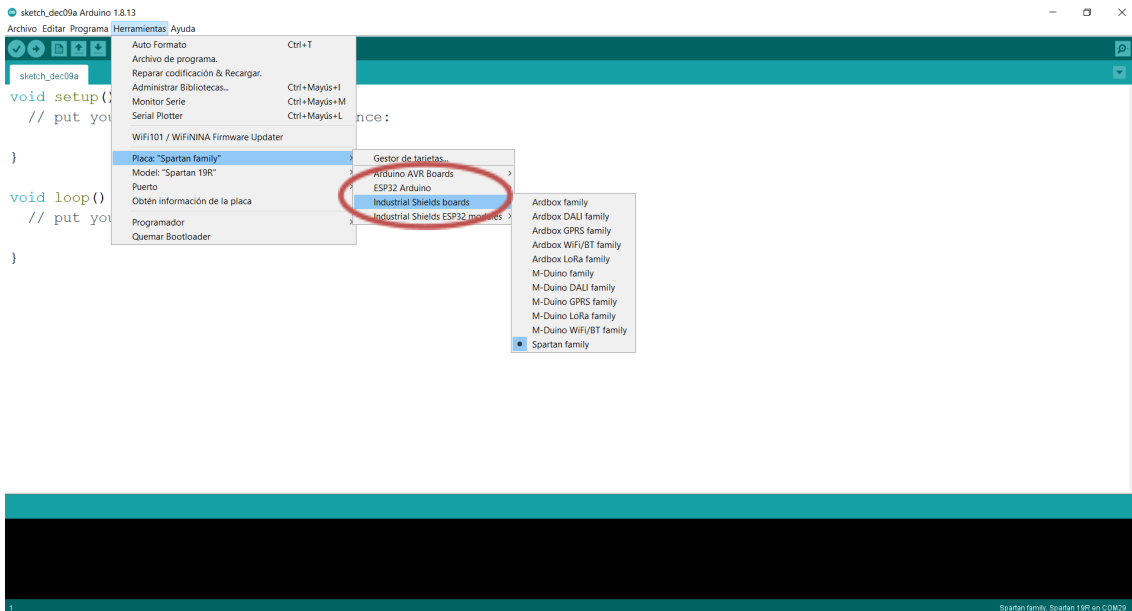 sketch_dec09a Arduino 1.8.13
Archivo Editar Programa Herramientas Ayuda
sketch_dec09a
void setup()
// put you
nce:
}
void loop()
// put you
}
Auto Formato Ctrl+T
Archivo de programa.
Reparar codificación & Recargar.
Administrar Bibliotecas... Ctrl+Mayús+I
Monitor Serie Ctrl+Mayús+M
Serial Plotter Ctrl+Mayús+L
WiFi101 / WiFiNINA Firmware Updater
Placa: "Spartan family"
Model: "Spartan 19R"
Puerto
Obtén información de la placa
Programador
Quemar Bootloader
Gestor de tarjetas...
Arduino AVR Boards
ESP32 Arduino
Industrial Shields boards
Industrial Shields ESP32 modules
Ardbox family
Ardbox DALI family
Ardbox GPRS family
Ardbox WiFi/BT family
Ardbox LoRa family
M-Duino family
M-Duino DALI family
M-Duino GPRS family
M-Duino LoRa family
M-Duino WiFi/BT family
Spartan family
1
Spartan family, Spartan 19R en COM29